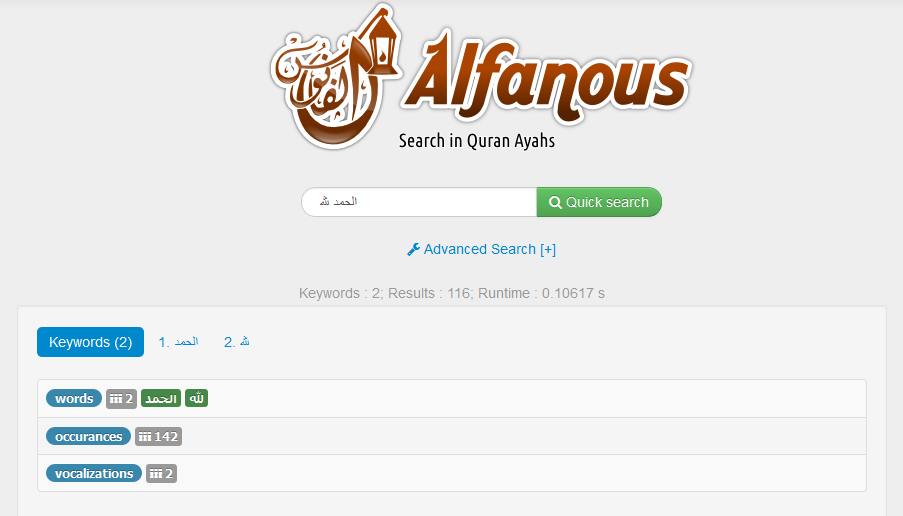 الفانوس
Alfanous
Search in Quran Ayahs
الحمد لله
Quick search
Advanced Search [+]
Keywords : 2; Results : 116; Runtime : 0.10617 s
Keywords (2) 1. الحمد 2. لله
words 2 الحمد لله
occurances 142
vocalizations 2